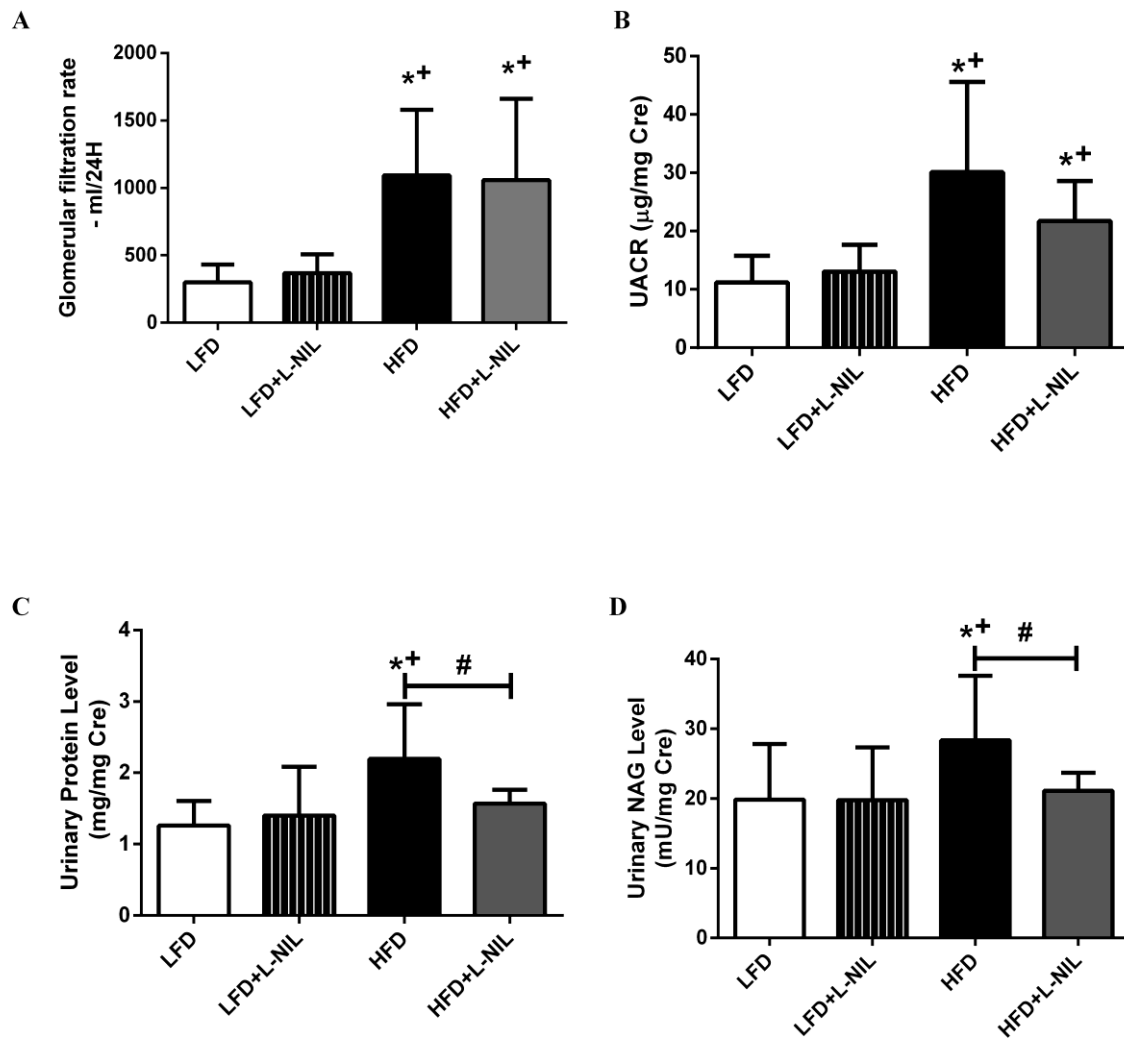 A
Glomerular filtration rate
- ml/24H
2000
1500
1000
500
0
*+
*+
LFD
LFD+L-NIL
HFD
HFD+L-NIL
B
UACR (μg/mg Cre)
50
40
30
20
10
0
*+
*+
LFD
LFD+L-NIL
HFD
HFD+L-NIL
C
Urinary Protein Level
(mg/mg Cre)
4
3
2
1
0
*+
#
LFD
LFD+L-NIL
HFD
HFD+L-NIL
D
Urinary NAG Level
(mU/mg Cre)
40
30
20
10
0
*+
#
LFD
LFD+L-NIL
HFD
HFD+L-NIL